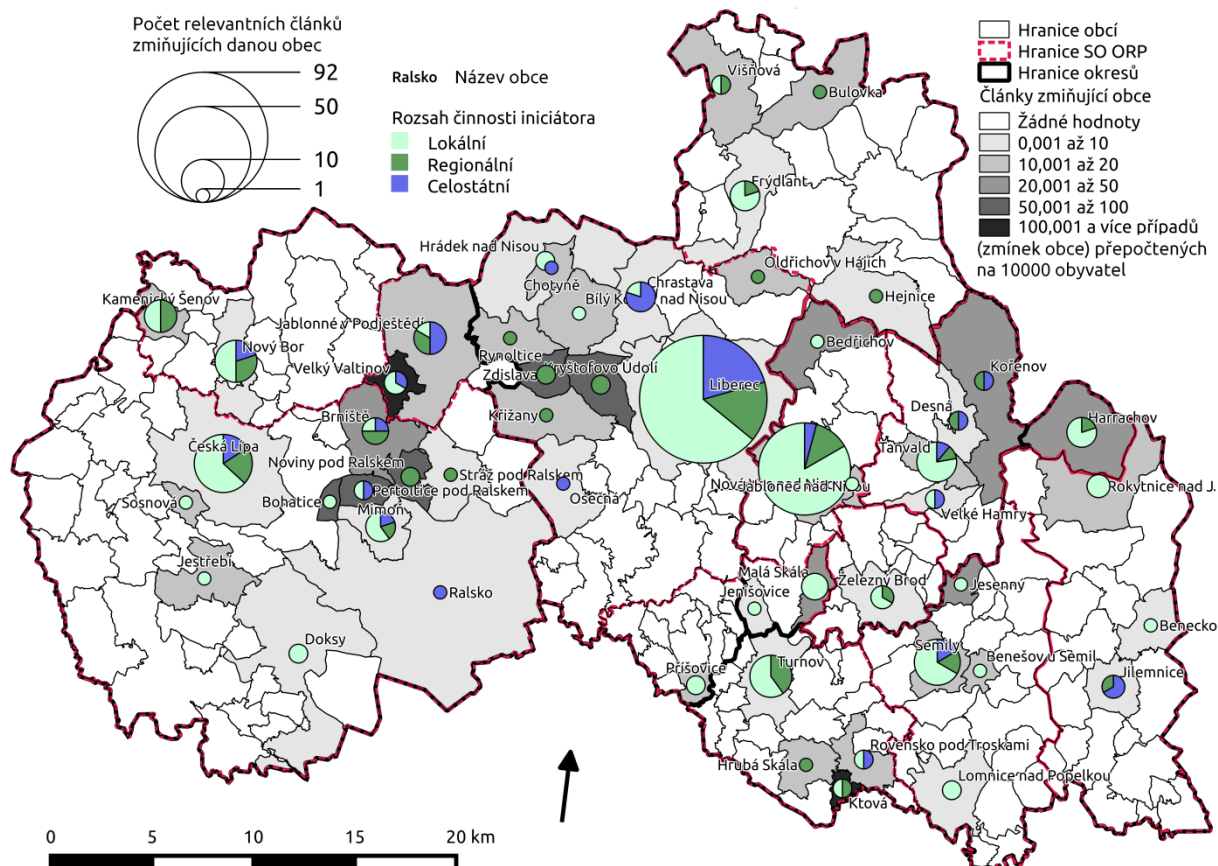 Počet relevantních článků
zmiňujících danou obec
92
50
10
1
Ralsko Název obce
Rozsah činnosti iniciátora
Lokální
Regionální
Celostátní
Hranice obcí
Hranice SO ORP
Hranice okresů
Články zmiňující obce
Žádné hodnoty
0,001 až 10
10,001 až 20
20,001 až 50
50,001 až 100
100,001 a více případů
(zmínek obce) přepočtených
na 10000 obyvatel
Višňová
Bulovka
Frýdlant
Hrádek nad Nisou
Oldřichov v Hájích
Chotyně
Chrastava
Bílý Kostel nad Nisou
Hejnice
Kamenický Šenov
Jablonné v Podještědí
Nový Bor
Rynoltice
Bedřichov
Velký Valtinov
Zdislava
Kryštofovo Údolí
Liberec
Kořenov
Křižany
Desná
Harrachov
Brniště
Česká Lípa
Tanvald
Noviny pod Ralskem
Stráž pod Ralskem
Jablonec nad Nisou
Rokytnice nad J.
Sosnová
Bohatice
Pertoltice pod Ralskem
Osečná
Mimoň
Velké Hamry
Jestřebí
Malá Skála
Železný Brod
Jesenný
Ralsko
Jenišovice
Benecko
Doksy
Semily
Benešov u Semil
Příšovice
Turnov
Jilemnice
Rovensko pod Troskami
Hrubá Skála
Lomnice nad Popelkou
Ktová
0
5
10
15
20 km